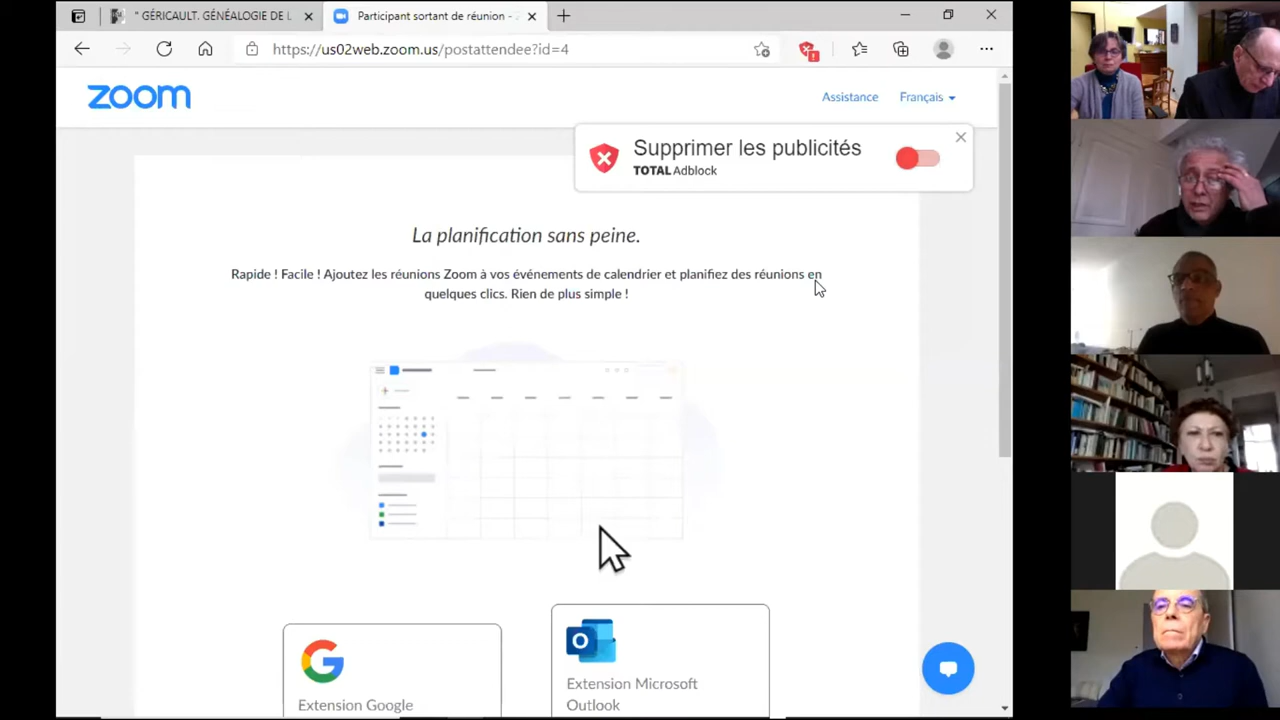 " GÉRICAULT. GÉNÉALOGIE DE L
Participant sortant de réunion -
https://us02web.zoom.us/postattendee?id=4
zoom
Assistance
Français
Supprimer les publicités
TOTAL Adblock
La planification sans peine.
Rapide ! Facile ! Ajoutez les réunions Zoom à vos événements de calendrier et planifiez des réunions en
quelques clics. Rien de plus simple !
Extension Google
Extension Microsoft
Outlook